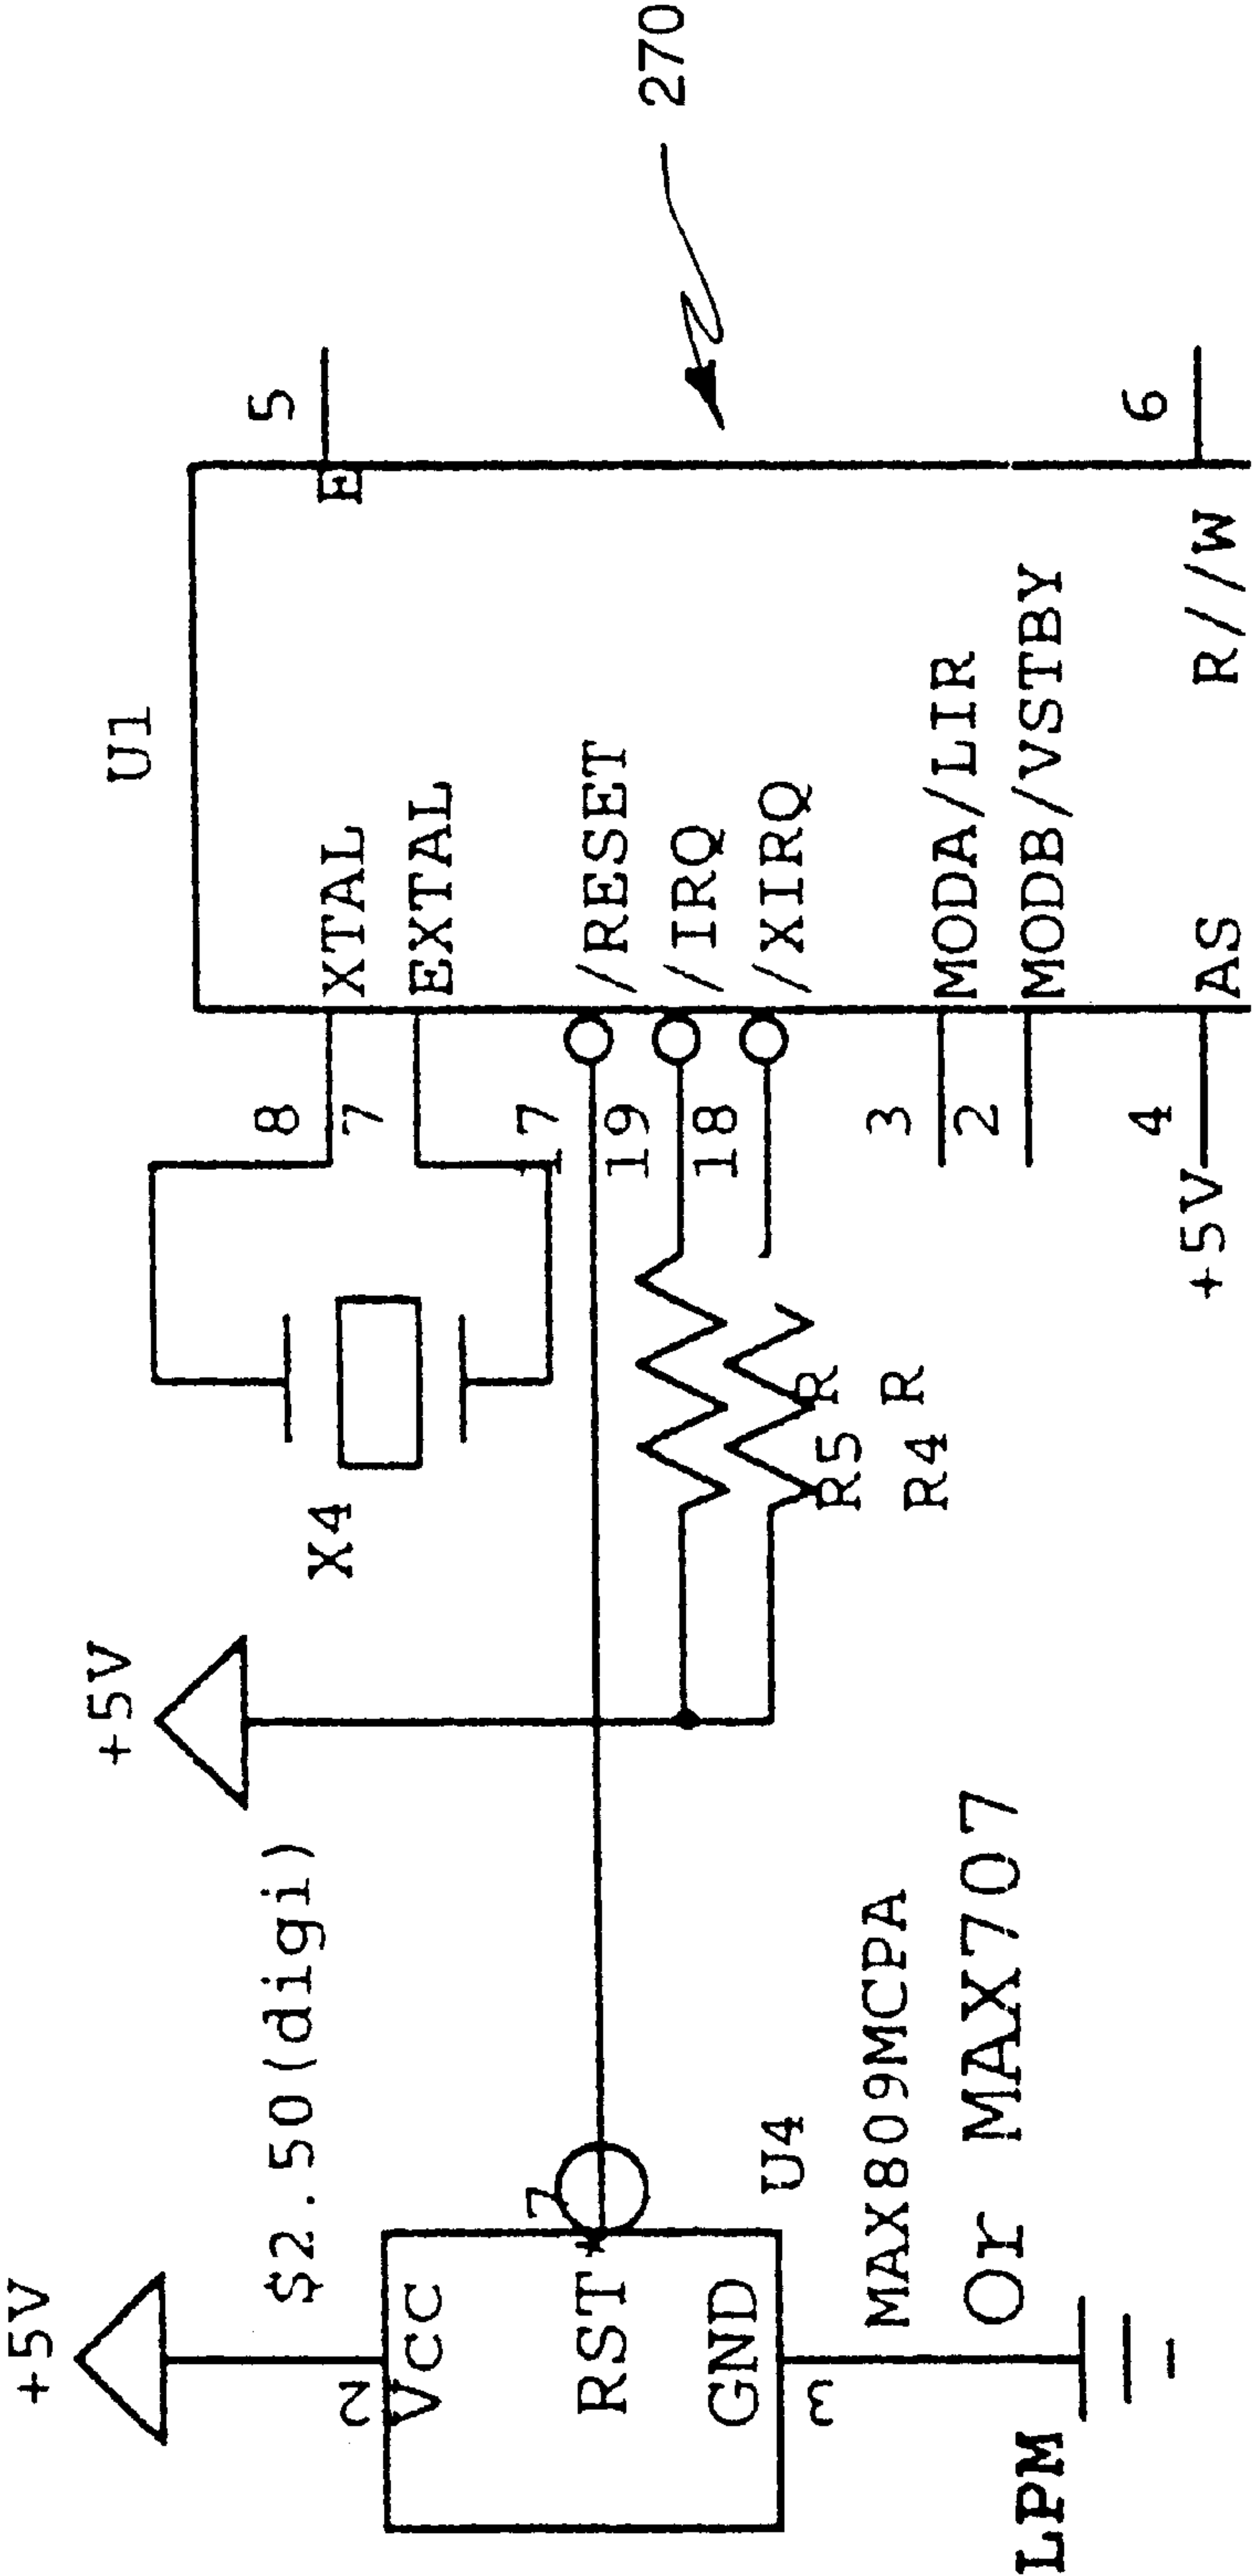 +5V
+5V
$2.50(digi)
2
VCC
RST*
7
GND
3
U4
MAX809MCPA
Or MAX707
LPM
X4
R5 R
R4 R
U1
8
XTAL
7
EXTAL
17
/RESET
19
/IRQ
18
/XIRQ
3
MODA/LIR
2
MODB/VSTBY
+5V
4
AS
E
5
R//W
6
270